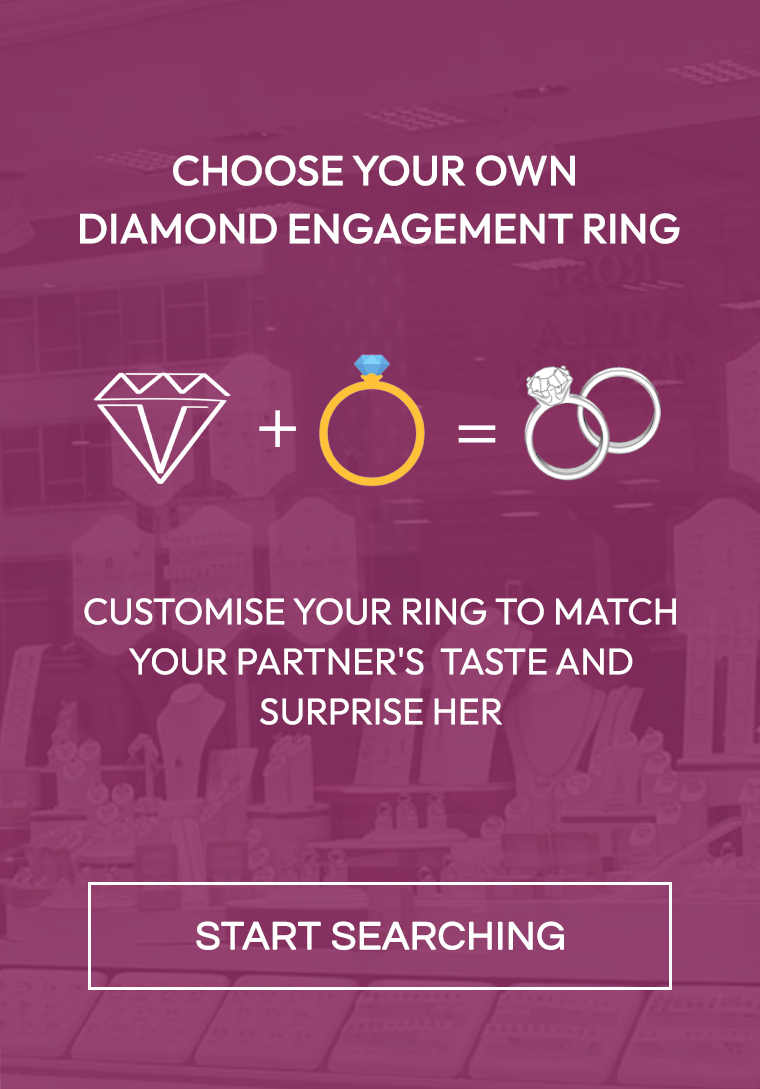 CHOOSE YOUR OWN
DIAMOND ENGAGEMENT RING
+ =
CUSTOMISE YOUR RING TO MATCH
YOUR PARTNER'S TASTE AND
SURPRISE HER
START SEARCHING